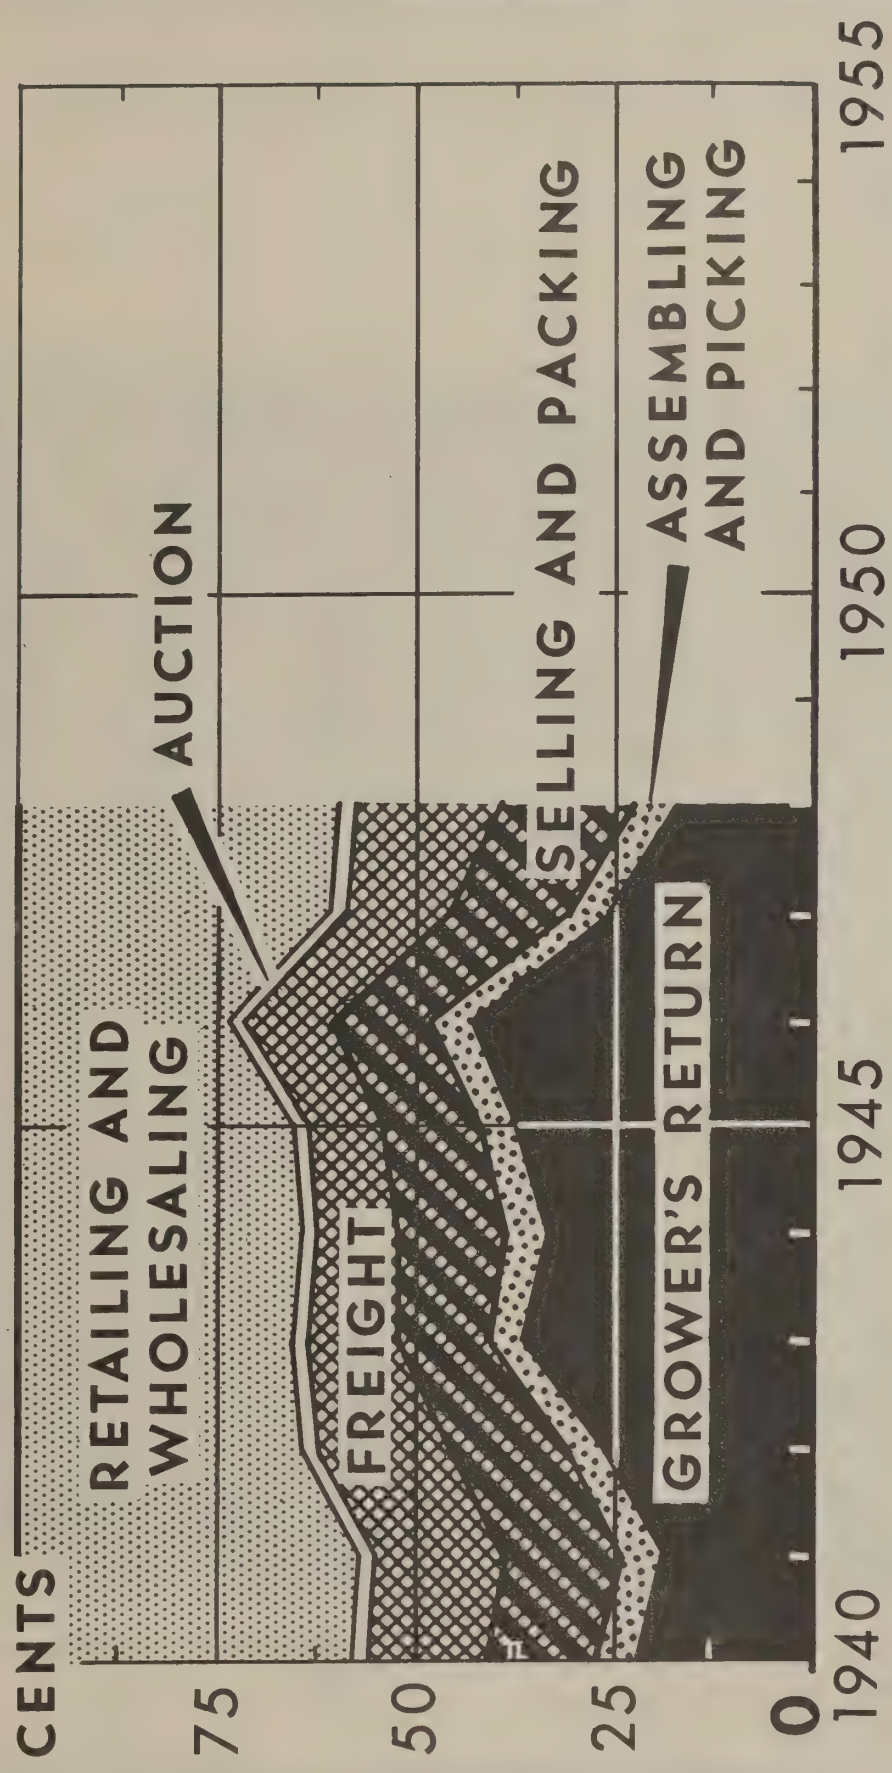 CENTS
RETAILING AND
WHOLESALING
AUCTION
75
FREIGHT
50
SELLING AND PACKING
25
ASSEMBLING
AND PICKING
GROWER'S RETURN
0
1940
1945
1950
1955